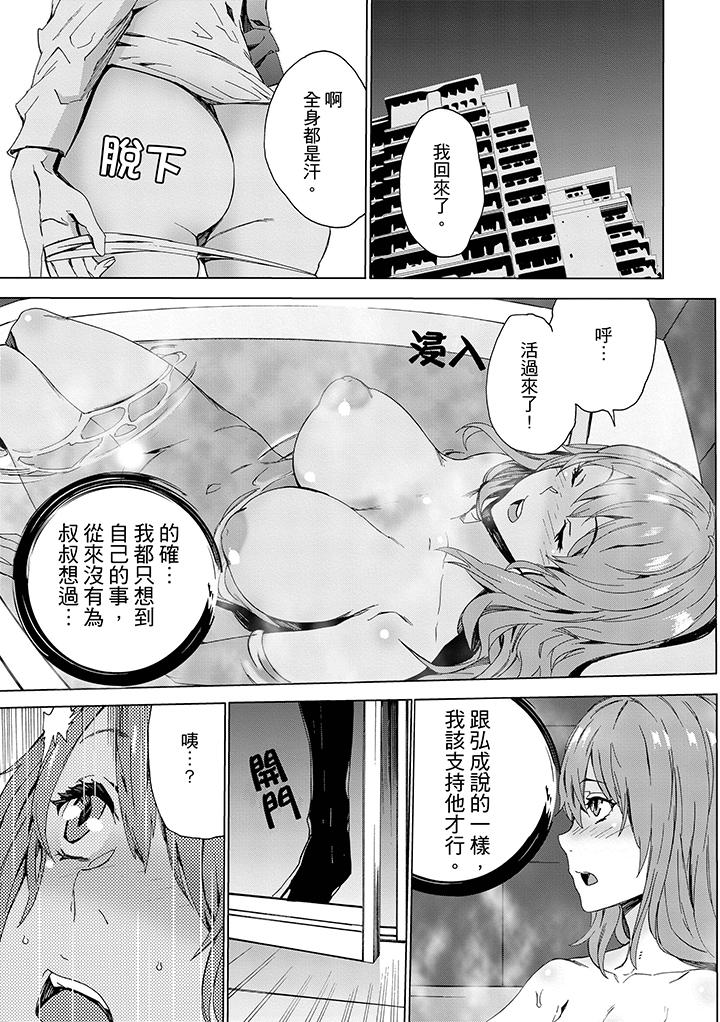 我回來了。
啊
全身都是汗。
脫下
呼…
活過來了！
浸入
的確…
我都只想到
自己的事，
從來沒有為
叔叔想過…
跟弘成說的一樣，
我該支持他才行。
開門
咦…？